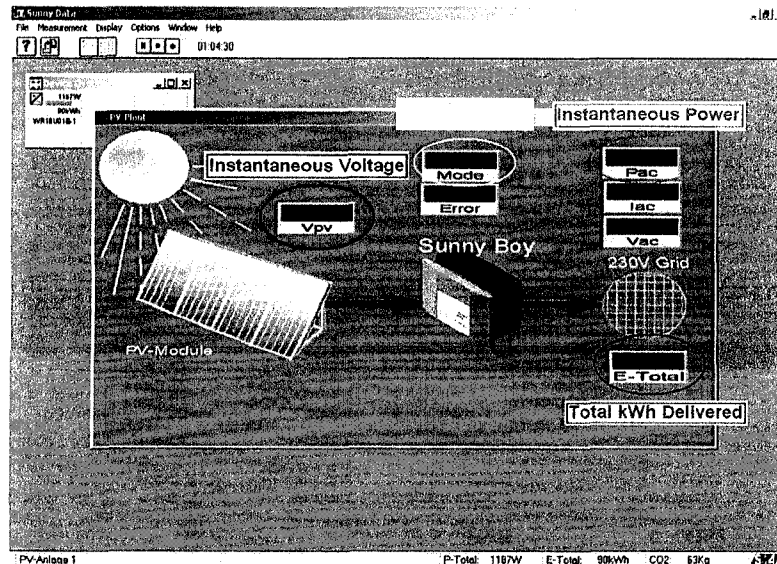 Sunny Data
File Measurement Display Options Window Help
01:04:30
1187W
90kWh
WR18U01B-1
PV Plant
Instantaneous Power
Instantaneous Voltage
Mode
Pac
Error
Iac
Vpv
Vac
Sunny Boy
230V Grid
PV-Module
E-Total
Total kWh Delivered
PV-Anlage 1
P-Total: 1187W E-Total: 90kWh CO2: 63Kg